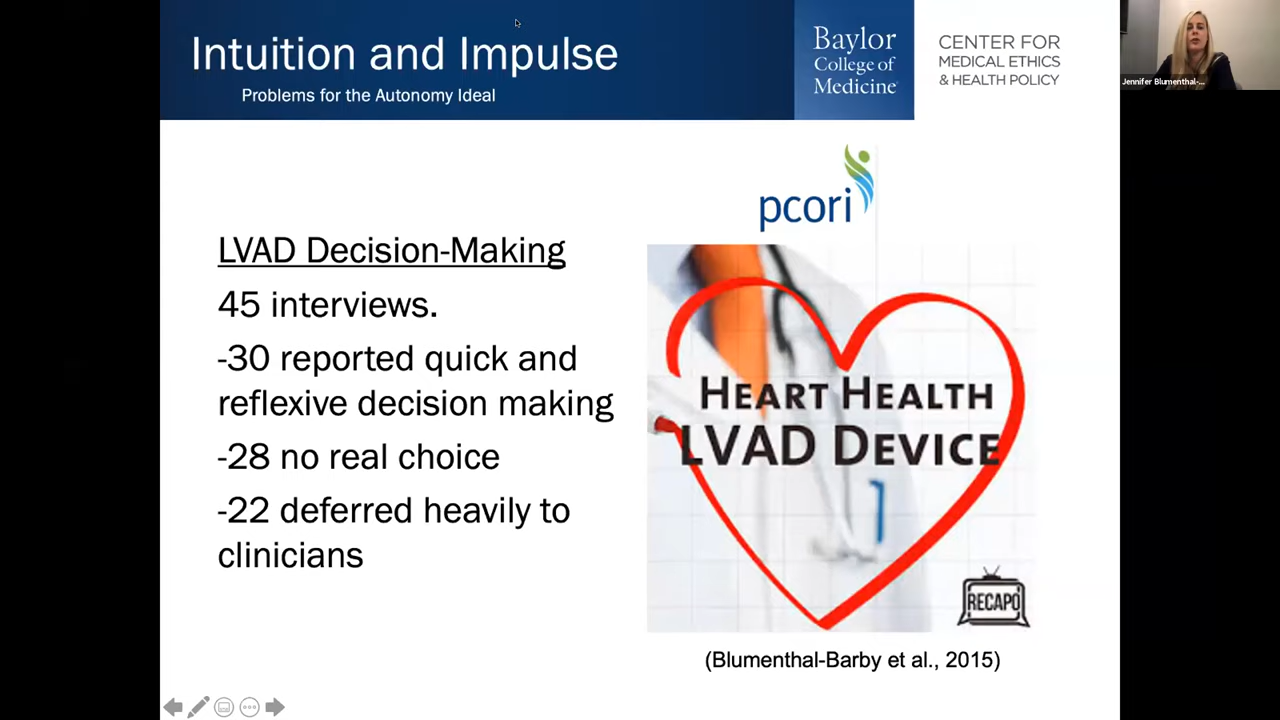 Intuition and Impulse
Problems for the Autonomy Ideal
Baylor
College of
Medicine
CENTER FOR
MEDICAL ETHICS
& HEALTH POLICY
Jennifer Blumenthal-...
pcori
LVAD Decision-Making
45 interviews.
-30 reported quick and
reflexive decision making
-28 no real choice
-22 deferred heavily to
clinicians
HEART HEALTH
LVAD DEVICE
RECAPO
(Blumenthal-Barby et al., 2015)